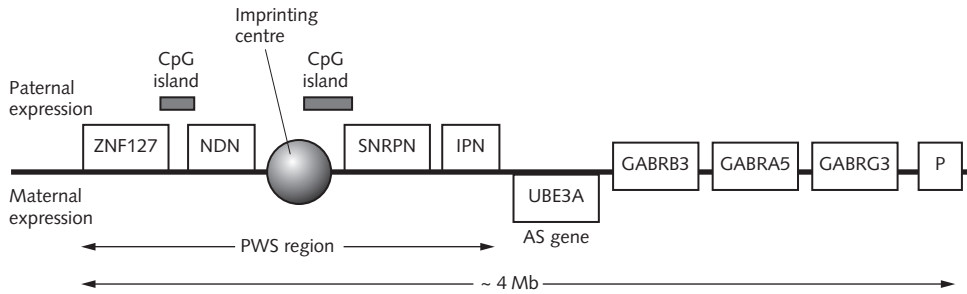 Imprinting
centre
CpG
island
CpG
island
Paternal
expression
ZNF127
NDN
SNRPN
IPN
GABRB3
GABRA5
GABRG3
P
Maternal
expression
UBE3A
AS gene
PWS region
~ 4 Mb